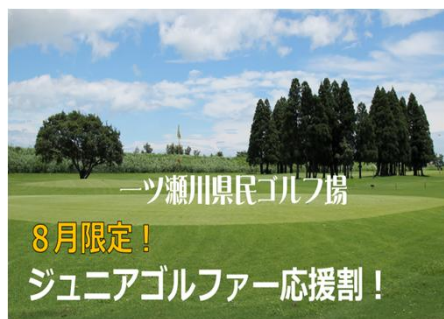 一ツ瀬川県民ゴルフ場
8月限定！
ジュニアゴルファー応援割！